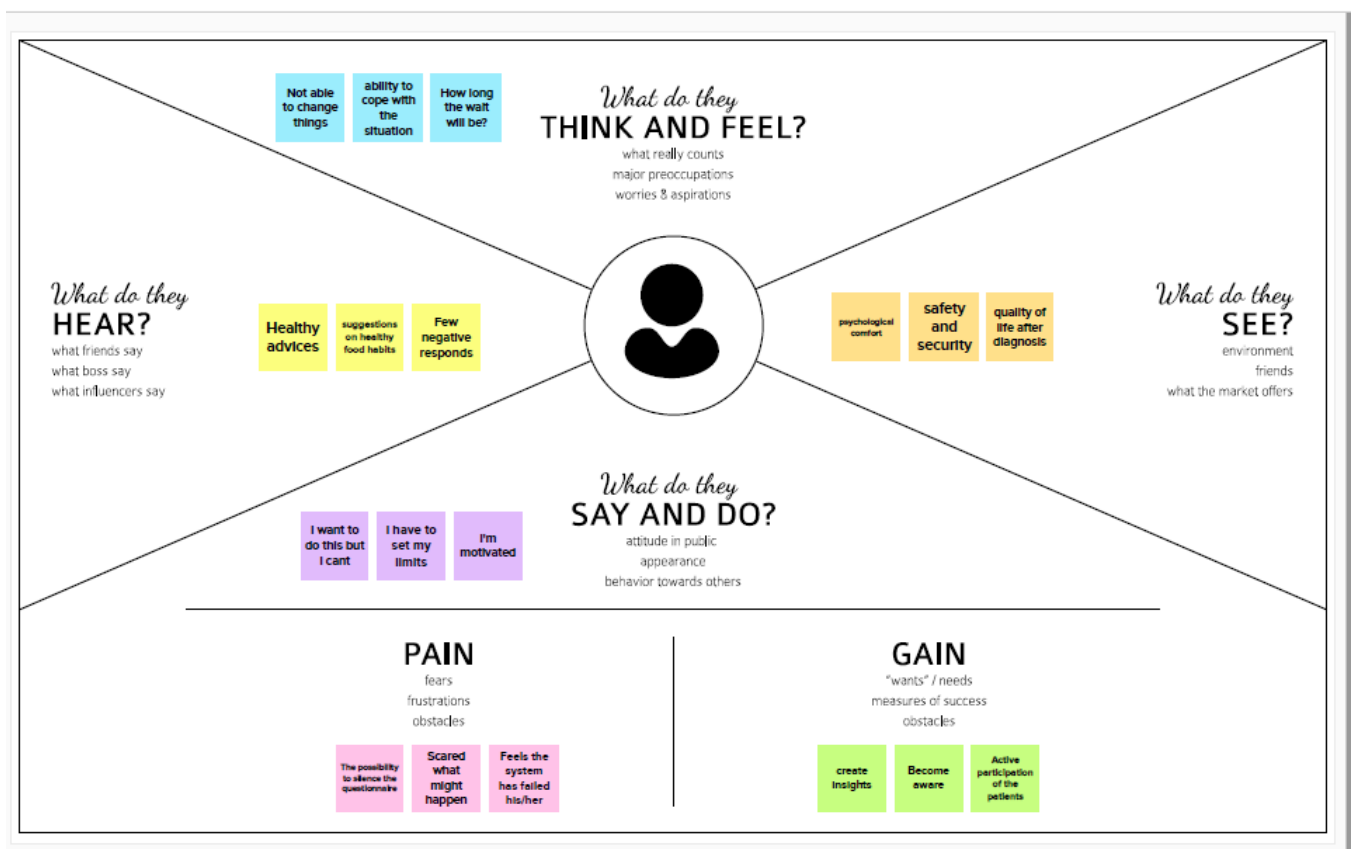 Not able
to change
things
ability to
cope with
the
situation
How long
the wait
will be?
What do they
THINK AND FEEL?
what really counts
major preoccupations
worries & aspirations
What do they
HEAR?
what friends say
what boss say
what influencers say
Healthy
advices
suggestions
on healthy
food habits
Few
negative
responds
psychological
comfort
safety
and
security
quality of
life after
diagnosis
What do they
SEE?
environment
friends
what the market offers
What do they
SAY AND DO?
attitude in public
appearance
behavior towards others
I want to
do this but
I cant
I have to
set my
limits
I'm
motivated
PAIN
fears
frustrations
obstacles
The possibility
to silence the
questionnaire
Scared
what
might
happen
Feels the
system
has failed
his/her
GAIN
"wants" / needs
measures of success
obstacles
create
insights
Become
aware
Active
participation
of the
patients